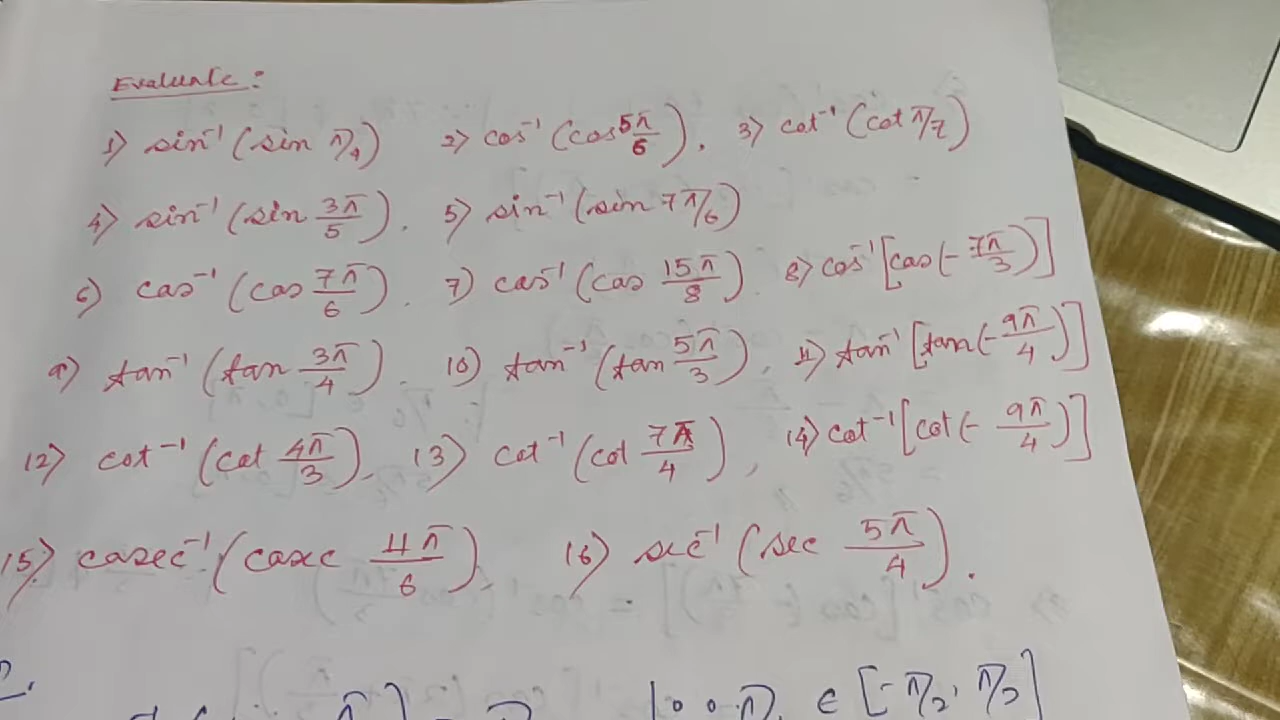 Evaluate :
1) sin⁻¹ (sin π/4) 2) cos⁻¹ (cos 5π/6) . 3) cot⁻¹ (cot π/7)
4) sin⁻¹ (sin 3π/5) . 5) sin⁻¹ (sin 7π/6)
6) cos⁻¹ (cos 7π/6) . 7) cos⁻¹ (cos 15π/8) 8) cos⁻¹ [cos (- 7π/3)]
9) tan⁻¹ (tan 3π/4) . 10) tan⁻¹ (tan 5π/3) , 11) tan⁻¹ [tan (- 9π/4)]
12) cot⁻¹ (cot 4π/3) . 13) cot⁻¹ (cot 7π/4) , 14) cot⁻¹ [cot (- 9π/4)]
15) cosec⁻¹ (cosec 11π/6) 16) sec⁻¹ (sec 5π/4) .
∈ [-π/2, π/2]